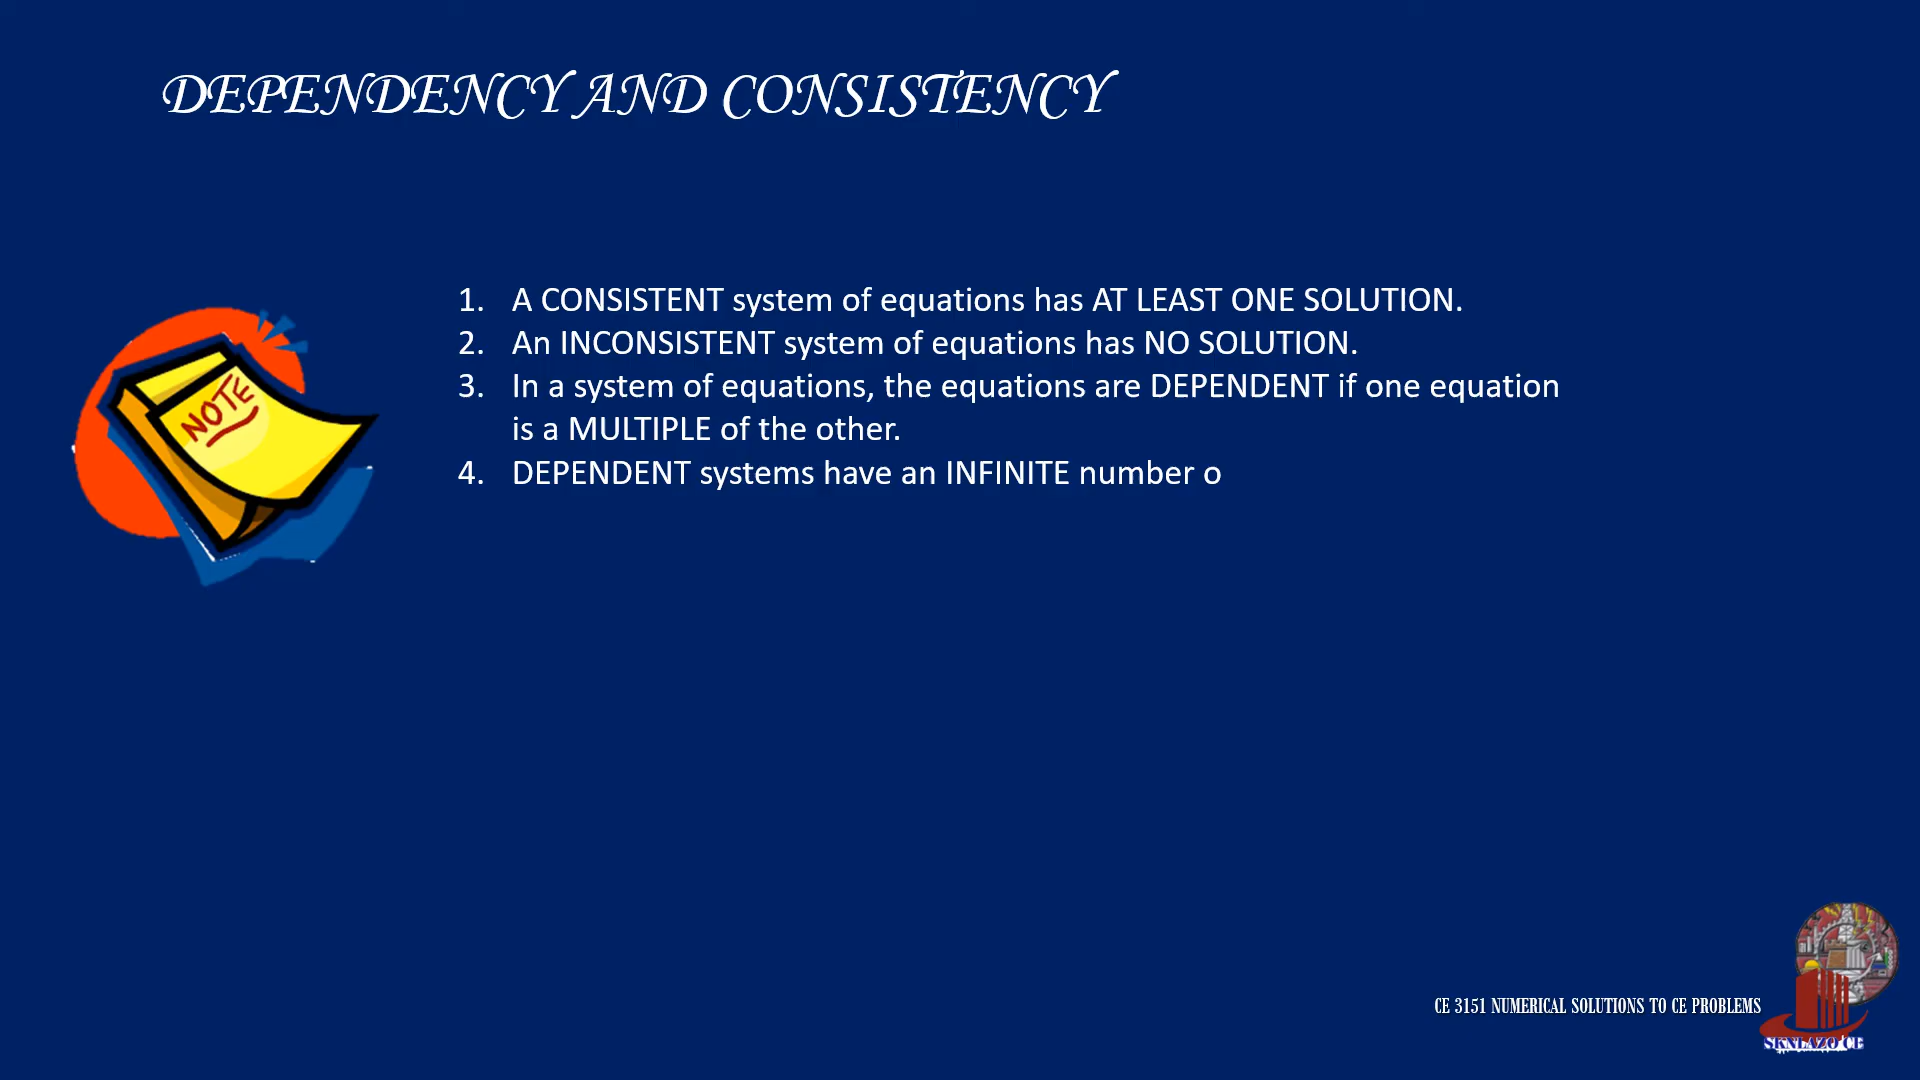 DEPENDENCY AND CONSISTENCY
1. A CONSISTENT system of equations has AT LEAST ONE SOLUTION.
2. An INCONSISTENT system of equations has NO SOLUTION.
3. In a system of equations, the equations are DEPENDENT if one equation
is a MULTIPLE of the other.
4. DEPENDENT systems have an INFINITE number o
NOTE
CE 3151 NUMERICAL SOLUTIONS TO CE PROBLEMS
SKNLAZO CE